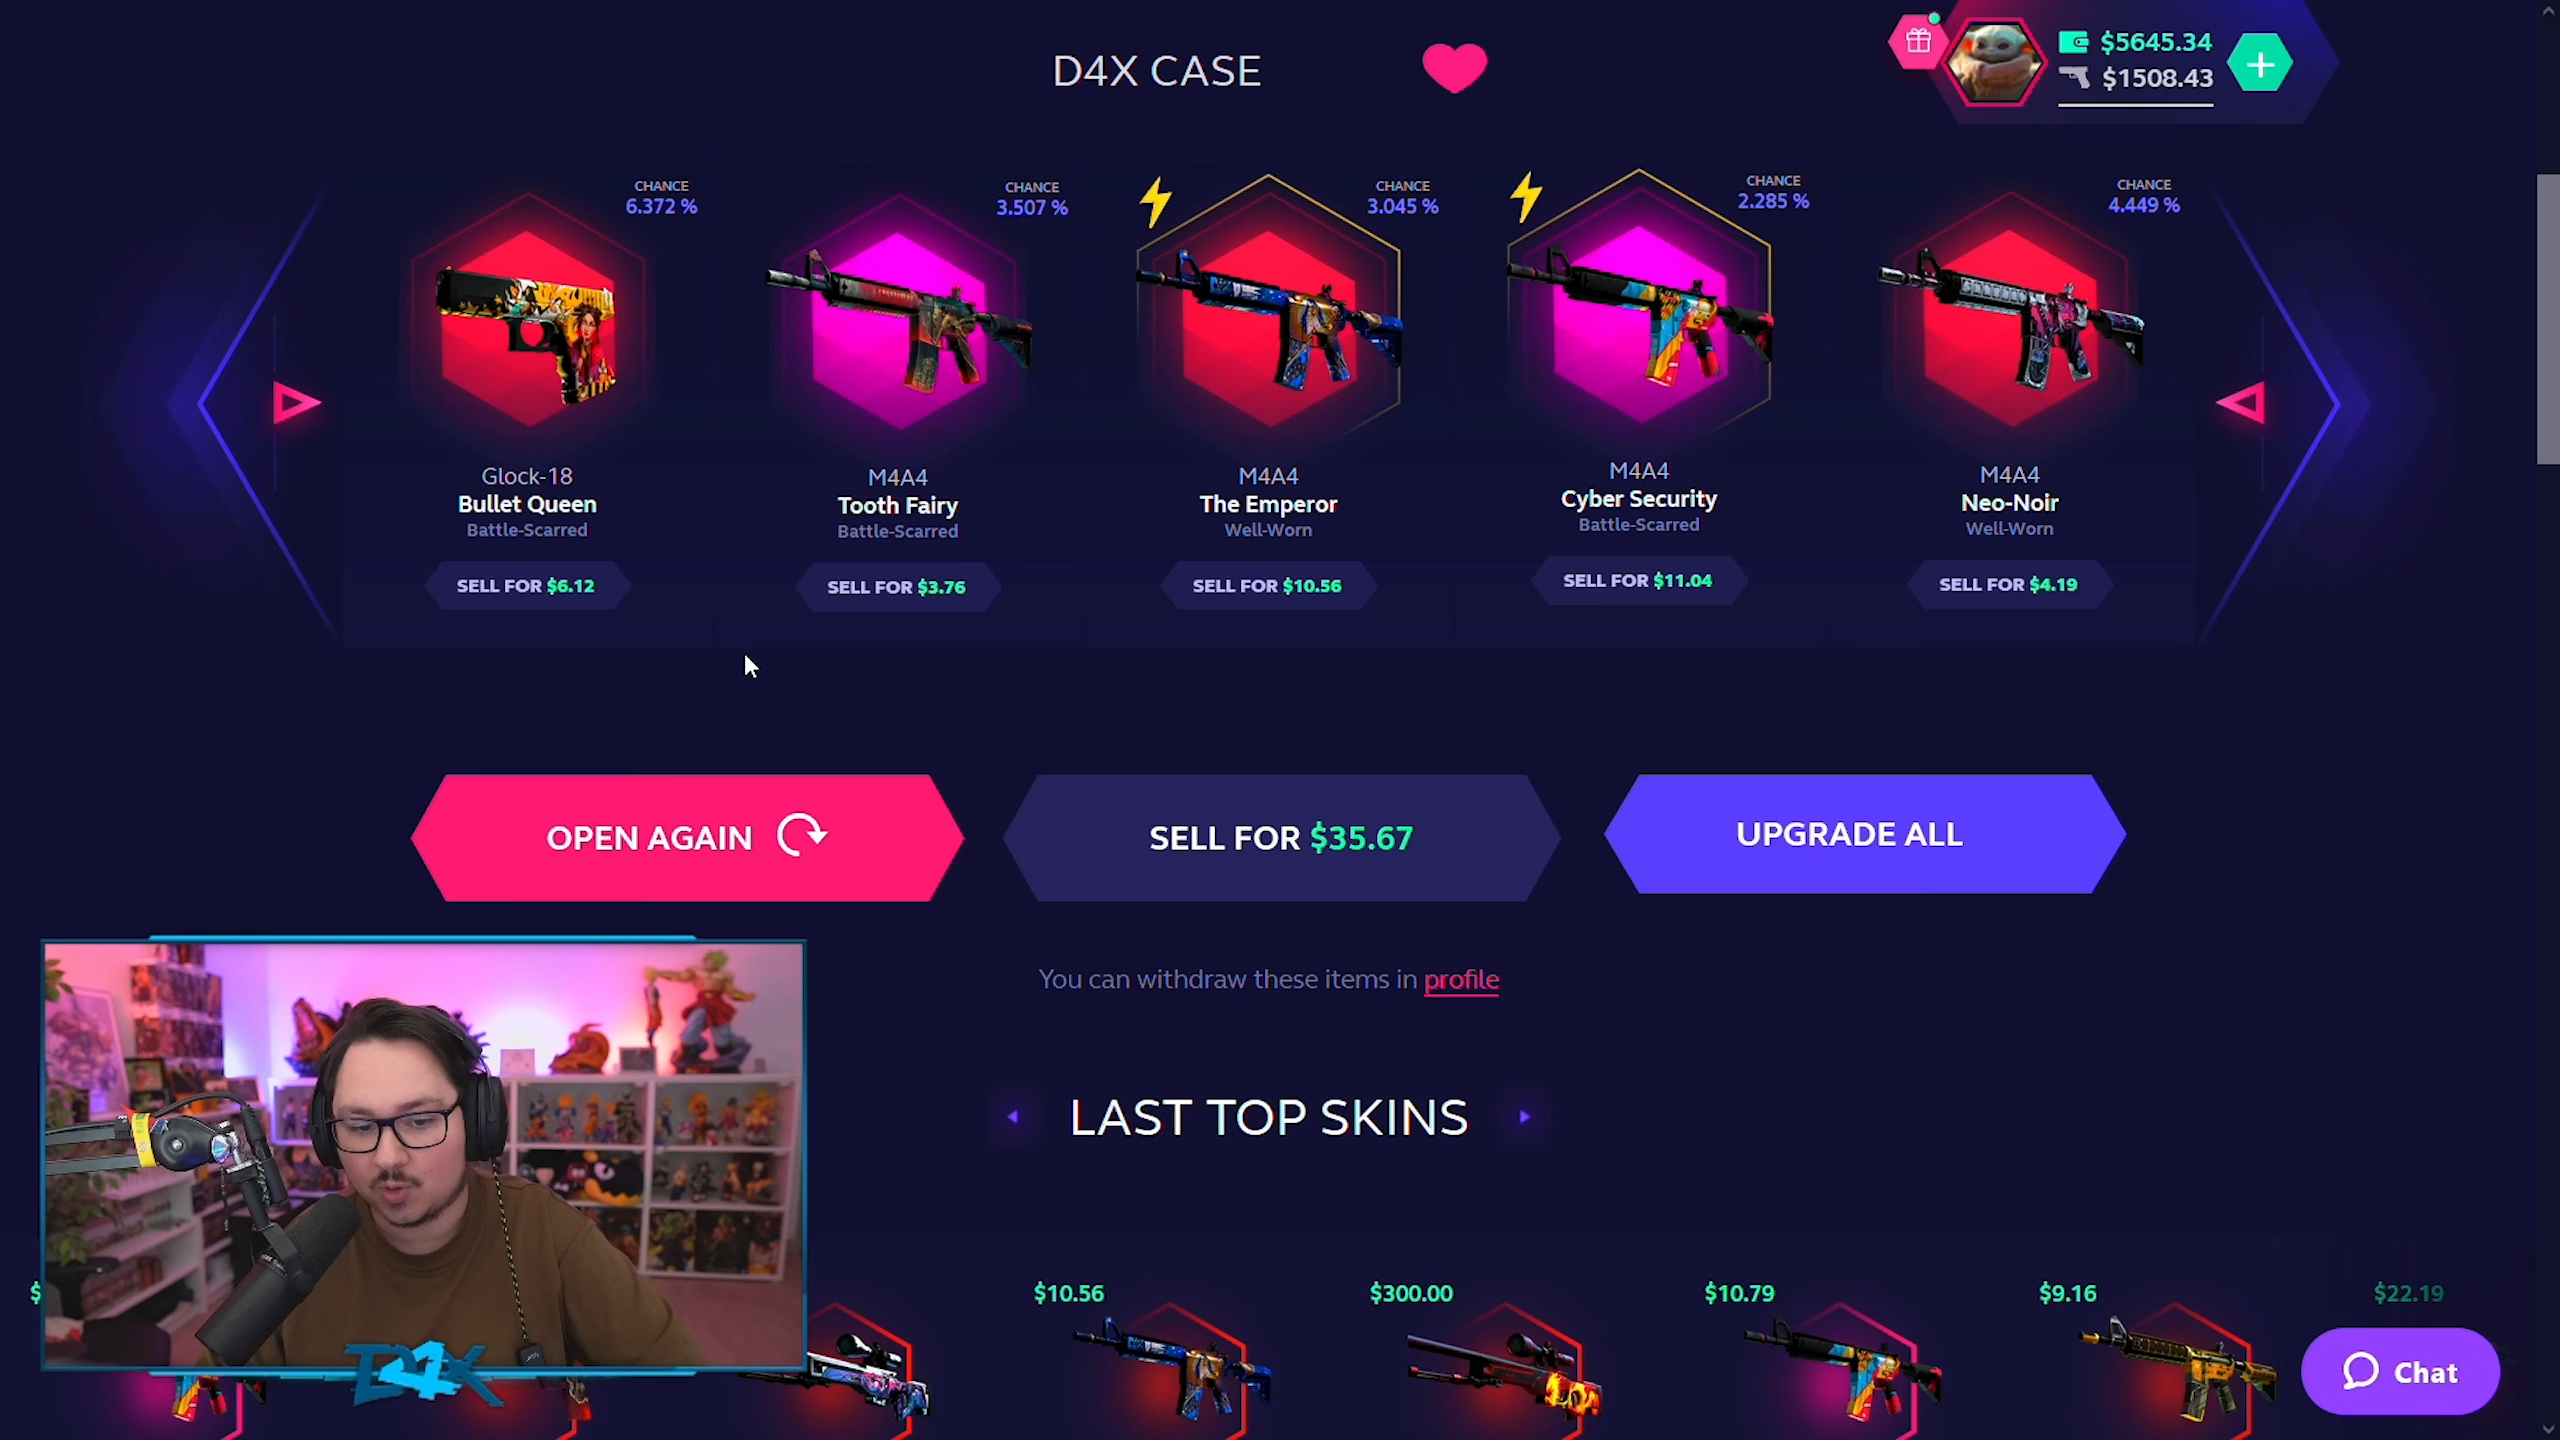 D4X CASE
$5645.34
$1508.43
CHANCE
6.372 %
Glock-18
Bullet Queen
Battle-Scarred
SELL FOR $6.12
CHANCE
3.507 %
M4A4
Tooth Fairy
Battle-Scarred
SELL FOR $3.76
CHANCE
3.045 %
M4A4
The Emperor
Well-Worn
SELL FOR $10.56
CHANCE
2.285 %
M4A4
Cyber Security
Battle-Scarred
SELL FOR $11.04
CHANCE
4.449 %
M4A4
Neo-Noir
Well-Worn
SELL FOR $4.19
OPEN AGAIN
SELL FOR $35.67
UPGRADE ALL
You can withdraw these items in profile
LAST TOP SKINS
$
$10.56
$300.00
$10.79
$9.16
$22.19
D4X
Chat